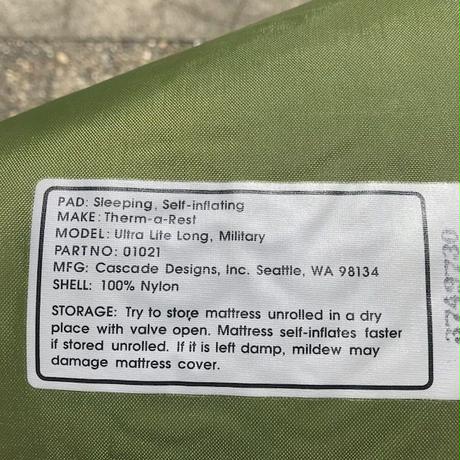 PAD: Sleeping, Self-inflating
MAKE: Therm-a-Rest
MODEL: Ultra Lite Long, Military
PART NO: 01021
MFG: Cascade Designs, Inc. Seattle, WA 98134
SHELL: 100% Nylon
STORAGE: Try to store mattress unrolled in a dry
place with valve open. Mattress self-inflates faster
if stored unrolled. If it is left damp, mildew may
damage mattress cover.
3749730